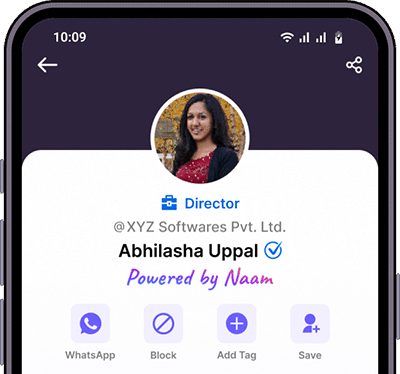 10:09
Director
@XYZ Softwares Pvt. Ltd.
Abhilasha Uppal
Powered by Naam
WhatsApp Block Add Tag Save